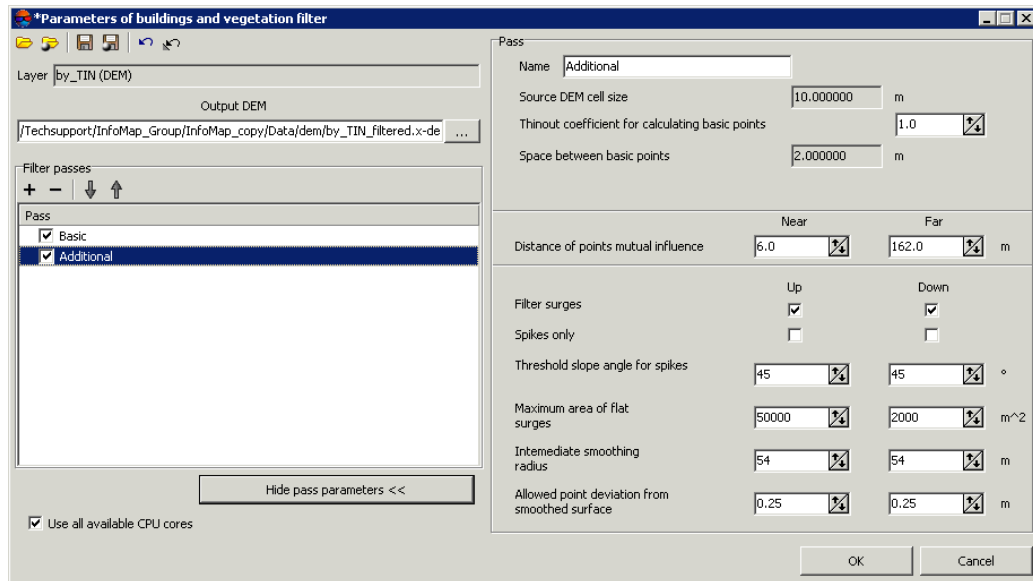 *Parameters of buildings and vegetation filter
Layer by_TIN (DEM)
Output DEM
/Techsupport/InfoMap_Group/InfoMap_copy/Data/dem/by_TIN_filtered.x-de ...
Filter passes
Pass
Basic
Additional
Hide pass parameters <<
Use all available CPU cores
Pass
Name Additional
Source DEM cell size 10.000000 m
Thinout coefficient for calculating basic points 1.0
Space between basic points 2.000000 m
Near Far
Distance of points mutual influence 6.0 162.0 m
Up Down
Filter surges
Spikes only
Threshold slope angle for spikes 45 45 °
Maximum area of flat
surges 50000 2000 m^2
Intemediate smoothing
radius 54 54 m
Allowed point deviation from
smoothed surface 0.25 0.25 m
OK Cancel